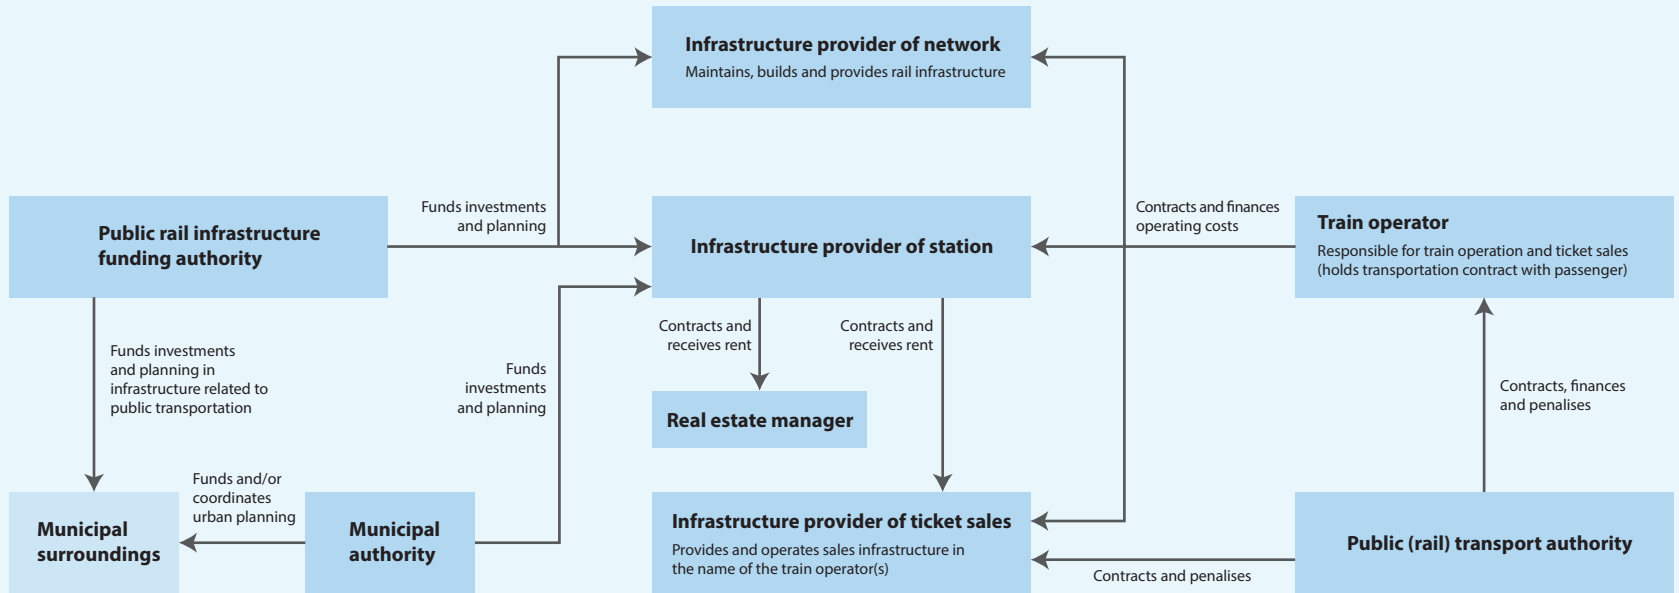 Infrastructure provider of network
Maintains, builds and provides rail infrastructure
Public rail infrastructure
funding authority
Funds investments
and planning
Infrastructure provider of station
Contracts and finances
operating costs
Train operator
Responsible for train operation and ticket sales
(holds transportation contract with passenger)
Funds investments
and planning in
infrastructure related to
public transportation
Funds
investments
and planning
Contracts and
receives rent
Contracts and
receives rent
Real estate manager
Contracts, finances
and penalises
Funds and/or
coordinates
urban planning
Municipal
surroundings
Municipal
authority
Infrastructure provider of ticket sales
Provides and operates sales infrastructure in
the name of the train operator(s)
Contracts and penalises
Public (rail) transport authority